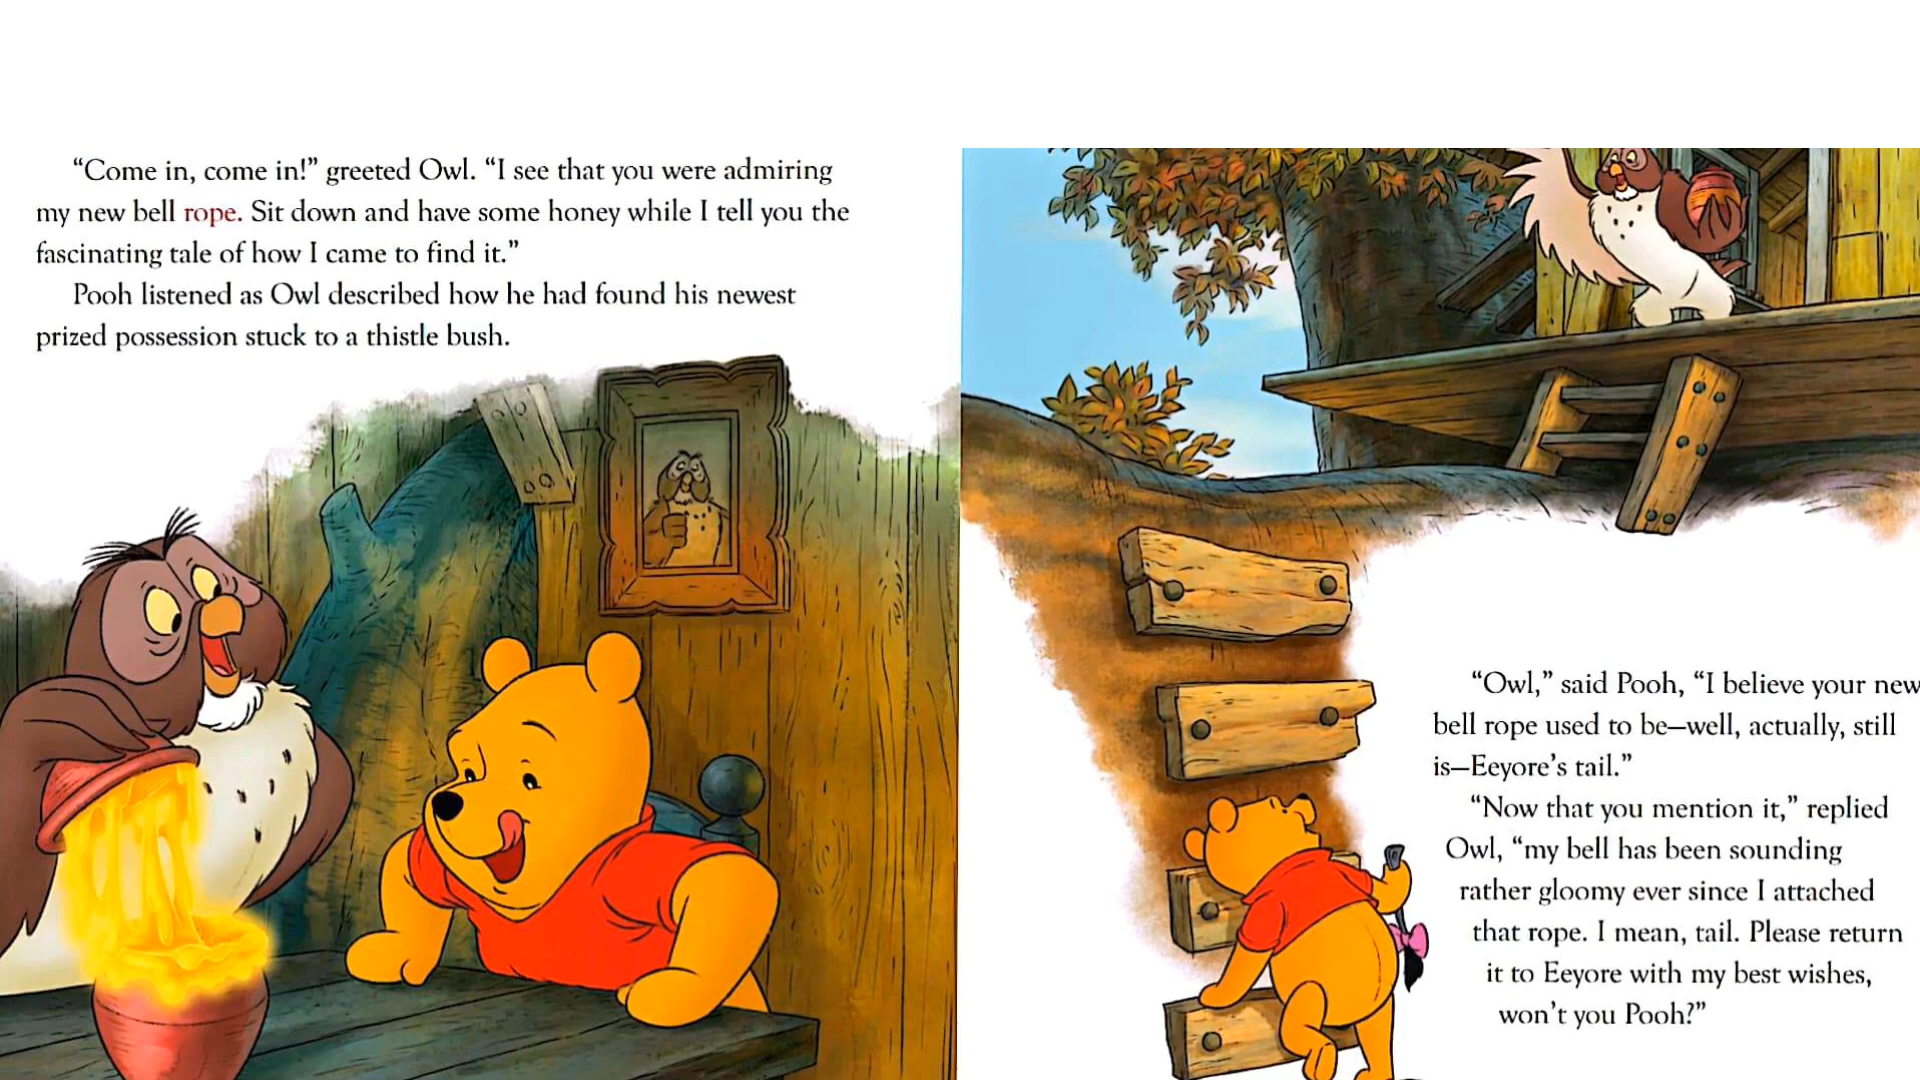 “Come in, come in!” greeted Owl. “I see that you were admiring
my new bell rope. Sit down and have some honey while I tell you the
fascinating tale of how I came to find it.”
Pooh listened as Owl described how he had found his newest
prized possession stuck to a thistle bush.
“Owl,” said Pooh, “I believe your new
bell rope used to be—well, actually, still
is—Eeyore’s tail.”
“Now that you mention it,” replied
Owl, “my bell has been sounding
rather gloomy ever since I attached
that rope. I mean, tail. Please return
it to Eeyore with my best wishes,
won’t you Pooh?”